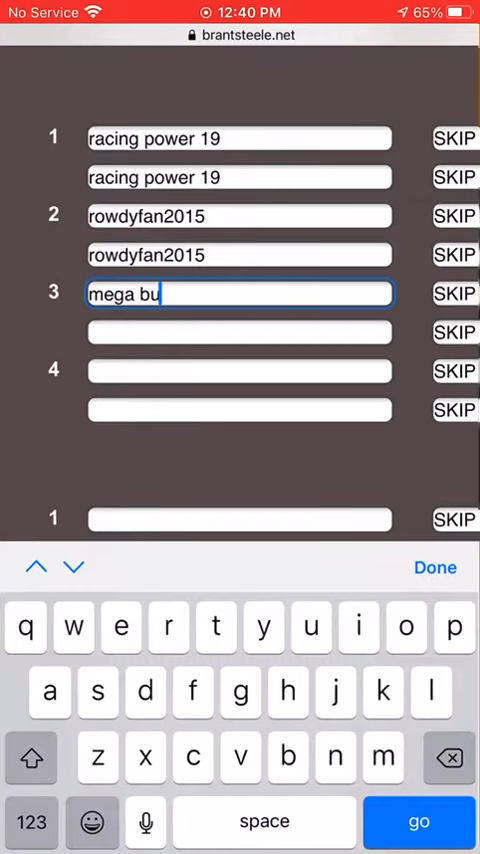 No Service 12:40 PM 65%
brantsteele.net
1 racing power 19 SKIP
racing power 19 SKIP
2 rowdyfan2015 SKIP
rowdyfan2015 SKIP
3 mega bu SKIP
SKIP
4 SKIP
SKIP
1 SKIP
Done
q w e r t y u i o p
a s d f g h j k l
z x c v b n m
123 space go